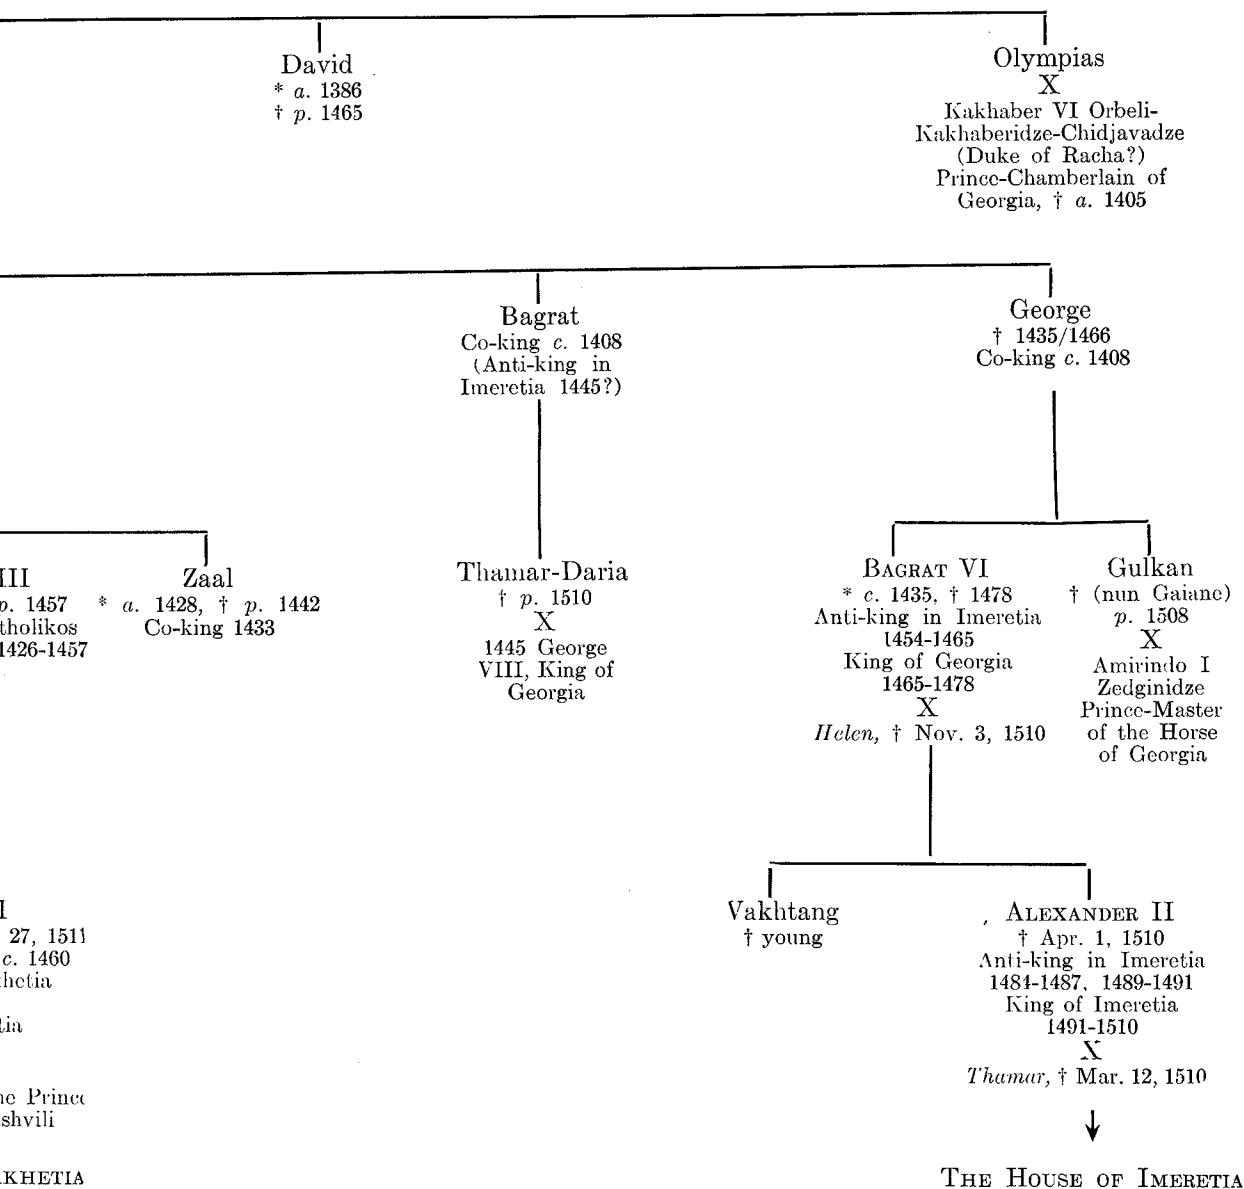 David
* a. 1386
† p. 1465
Olympias
X
Kakhaber VI Orbeli-
Kakhaberidze-Chidjavadze
(Duke of Racha?)
Prince-Chamberlain of
Georgia, † a. 1405
Bagrat
Co-king c. 1408
(Anti-king in
Imeretia 1445?)
George
† 1435/1466
Co-king c. 1408
III
p. 1457
tholikos
1426-1457
Zaal
* a. 1428, † p. 1442
Co-king 1433
Thamar-Daria
† p. 1510
X
1445 George
VIII, King of
Georgia
BAGRAT VI
* c. 1435, † 1478
Anti-king in Imeretia
1454-1465
King of Georgia
1465-1478
X
Helen, † Nov. 3, 1510
Gulkan
† (nun Gaiane)
p. 1508
X
Amirindo I
Zedginidze
Prince-Master
of the Horse
of Georgia
I
27, 1511
c. 1460
khetia
tia
ne Prince
shvili
AKHETIA
Vakhtang
† young
ALEXANDER II
† Apr. 1, 1510
Anti-king in Imeretia
1484-1487, 1489-1491
King of Imeretia
1491-1510
X
Thamar, † Mar. 12, 1510
THE HOUSE OF IMERETIA